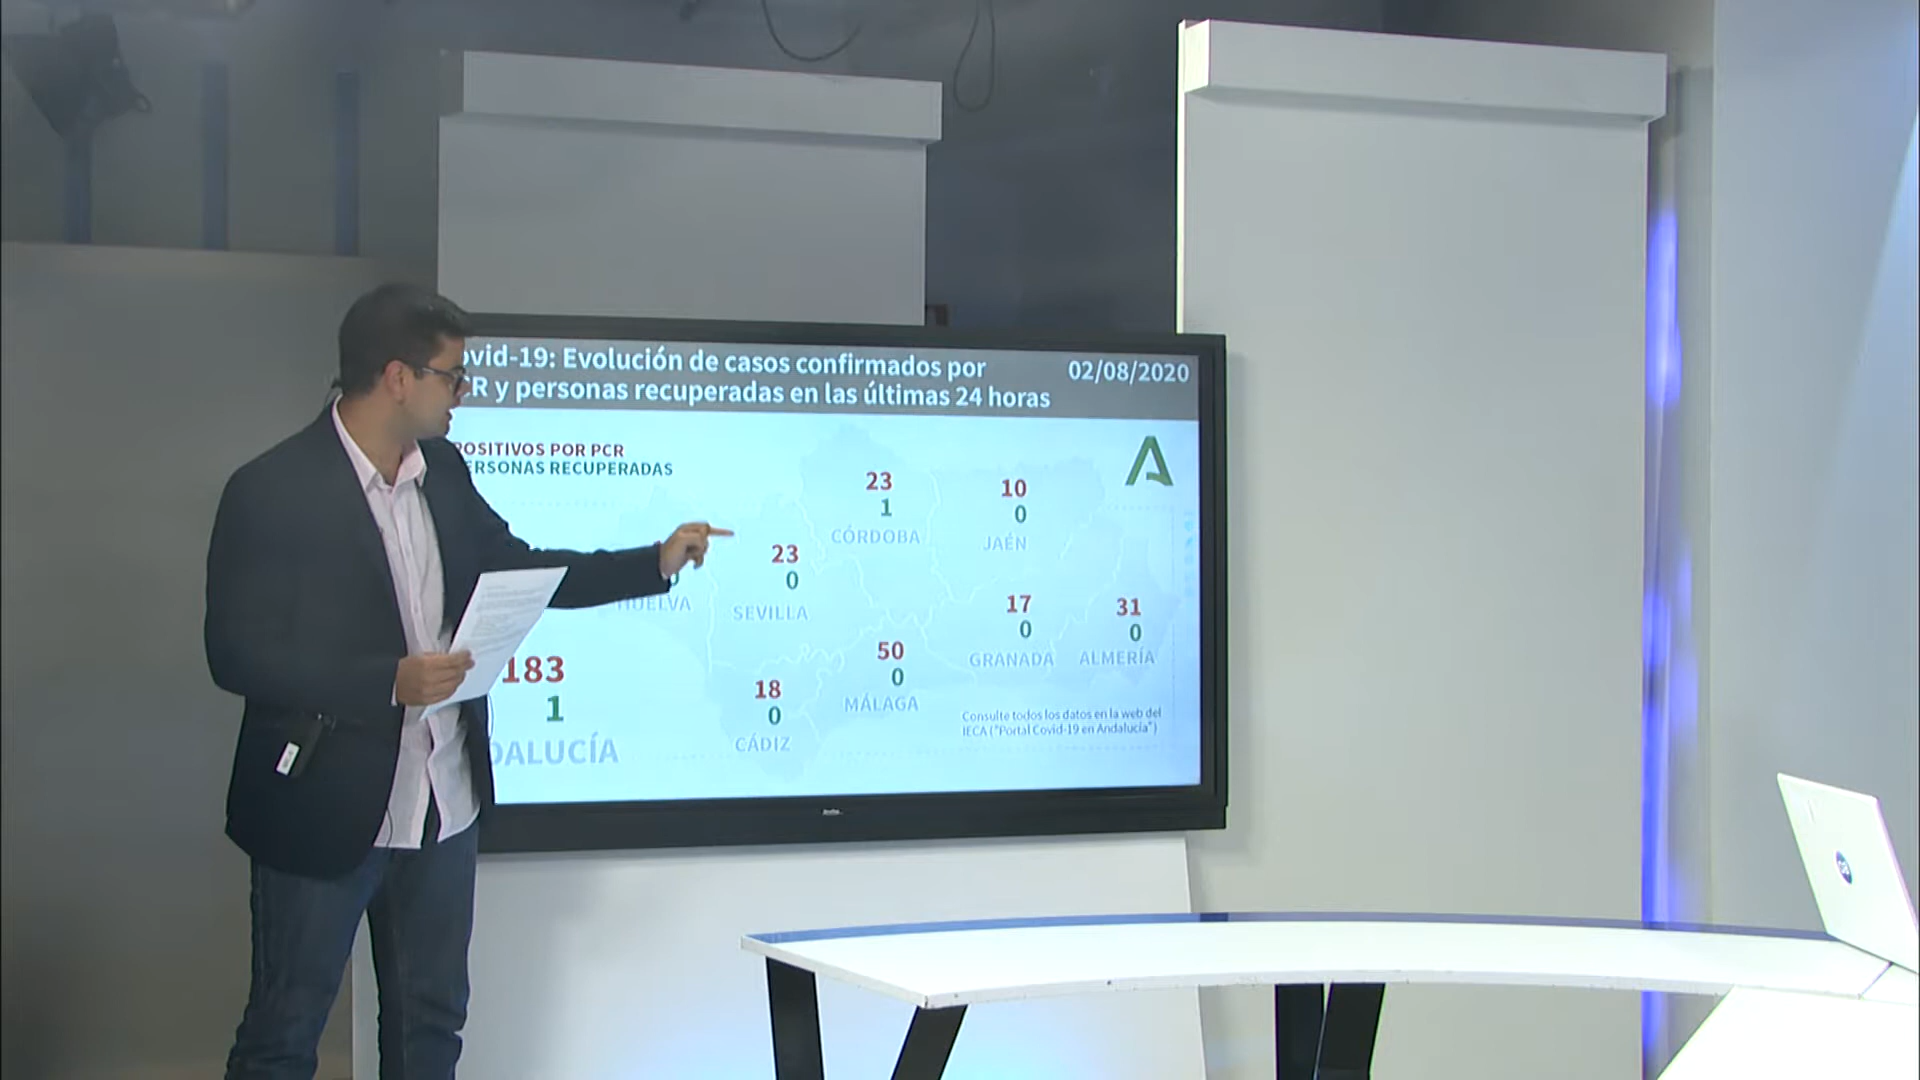 ovid-19: Evolución de casos confirmados por
CR y personas recuperadas en las últimas 24 horas
02/08/2020
POSITIVOS POR PCR
ERSONAS RECUPERADAS
23
1
CÓRDOBA
10
0
JAÉN
23
0
SEVILLA
0
HUELVA
17
0
GRANADA
31
0
ALMERÍA
50
0
MÁLAGA
18
0
CÁDIZ
183
1
DALUCÍA
Consulte todos los datos en la web del
IECA ("Portal Covid-19 en Andalucía")